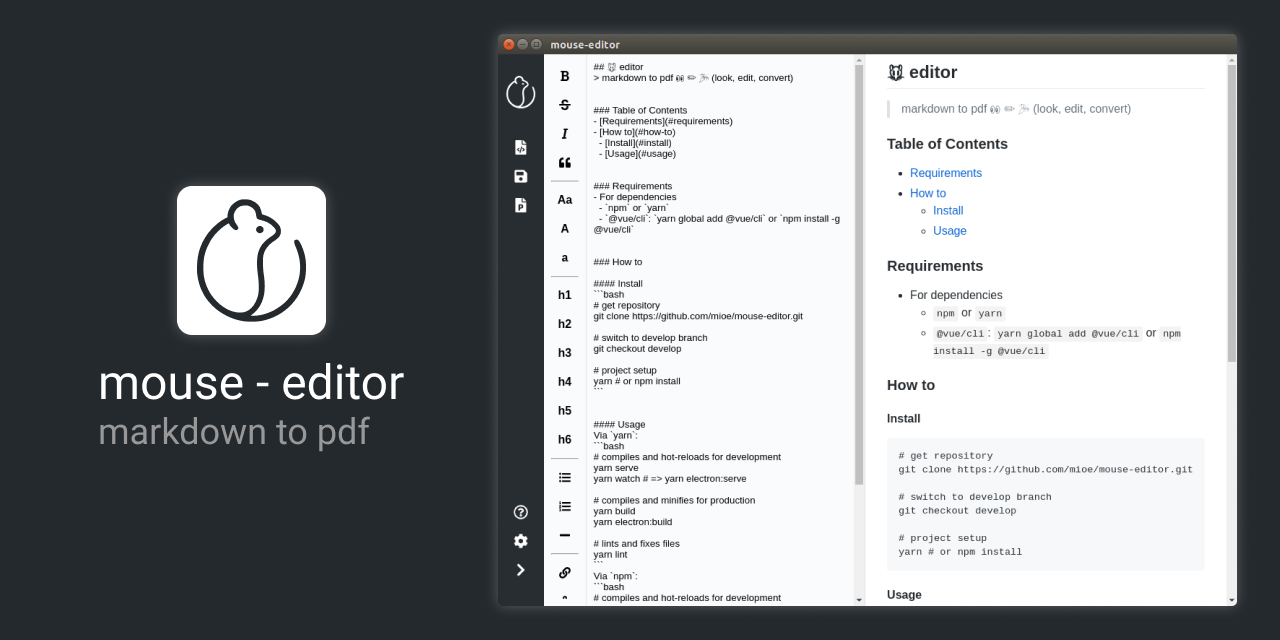 mouse - editor
markdown to pdf
mouse-editor
B
S
I
Aa
A
a
h1
h2
h3
h4
h5
h6
## 🐭 editor
> markdown to pdf 👀 ✏ 🏃 (look, edit, convert)
### Table of Contents
- [Requirements](#requirements)
- [How to](#how-to)
- [Install](#install)
- [Usage](#usage)
### Requirements
- For dependencies
- `npm` or `yarn`
- `@vue/cli`: `yarn global add @vue/cli` or `npm install -g
@vue/cli`
### How to
#### Install
```bash
# get repository
git clone https://github.com/mioe/mouse-editor.git
# switch to develop branch
git checkout develop
# project setup
yarn # or npm install
```
#### Usage
Via `yarn`:
```bash
# compiles and hot-reloads for development
yarn serve
yarn watch # => yarn electron:serve
# compiles and minifies for production
yarn build
yarn electron:build
# lints and fixes files
yarn lint
```
Via `npm`:
```bash
# compiles and hot-reloads for development
🐭 editor
markdown to pdf 👀 ✏ 🏃 (look, edit, convert)
Table of Contents
• Requirements
• How to
◦ Install
◦ Usage
Requirements
• For dependencies
◦ npm or yarn
◦ @vue/cli : yarn global add @vue/cli or npm
install -g @vue/cli
How to
Install
# get repository
git clone https://github.com/mioe/mouse-editor.git
# switch to develop branch
git checkout develop
# project setup
yarn # or npm install
Usage